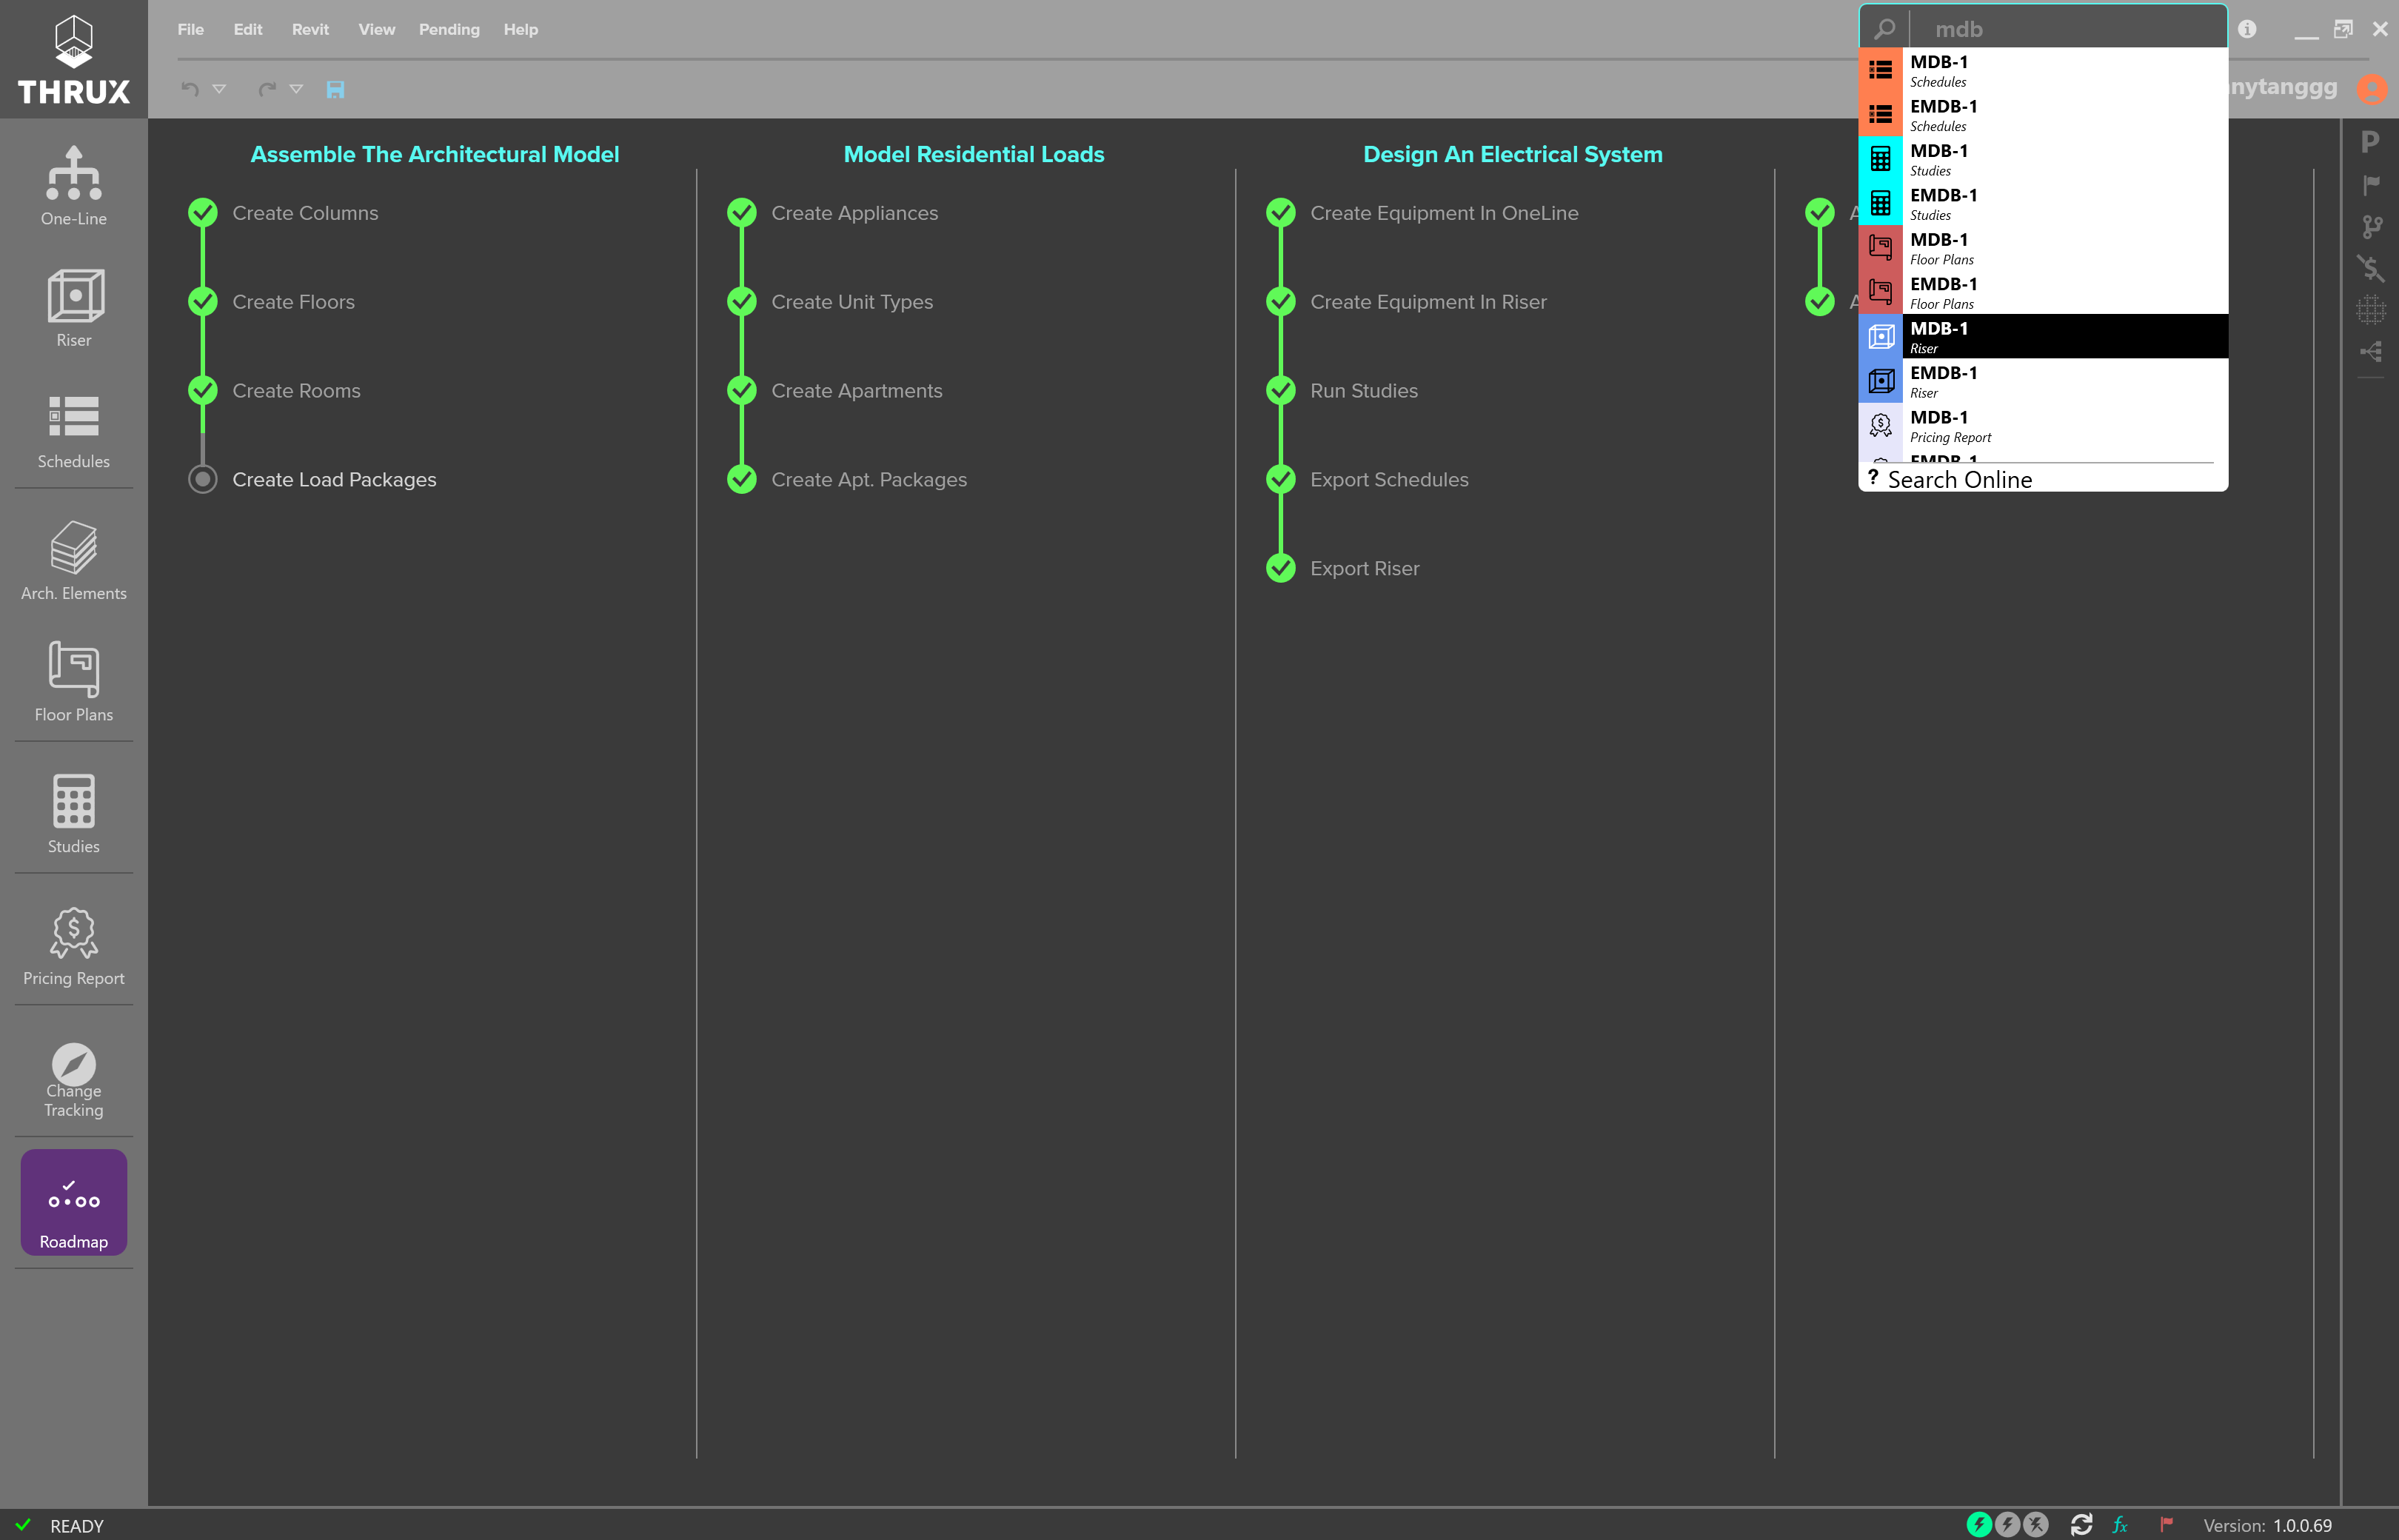 THRUX
File Edit Revit View Pending Help
mdb
nytanggg
One-Line
Riser
Schedules
Arch. Elements
Floor Plans
Studies
Pricing Report
Change
Tracking
Roadmap
Assemble The Architectural Model
Create Columns
Create Floors
Create Rooms
Create Load Packages
Model Residential Loads
Create Appliances
Create Unit Types
Create Apartments
Create Apt. Packages
Design An Electrical System
Create Equipment In OneLine
Create Equipment In Riser
Run Studies
Export Schedules
Export Riser
A
A
MDB-1
Schedules
EMDB-1
Schedules
MDB-1
Studies
EMDB-1
Studies
MDB-1
Floor Plans
EMDB-1
Floor Plans
MDB-1
Riser
EMDB-1
Riser
MDB-1
Pricing Report
EMDB-1
? Search Online
P
READY
fx
Version: 1.0.0.69